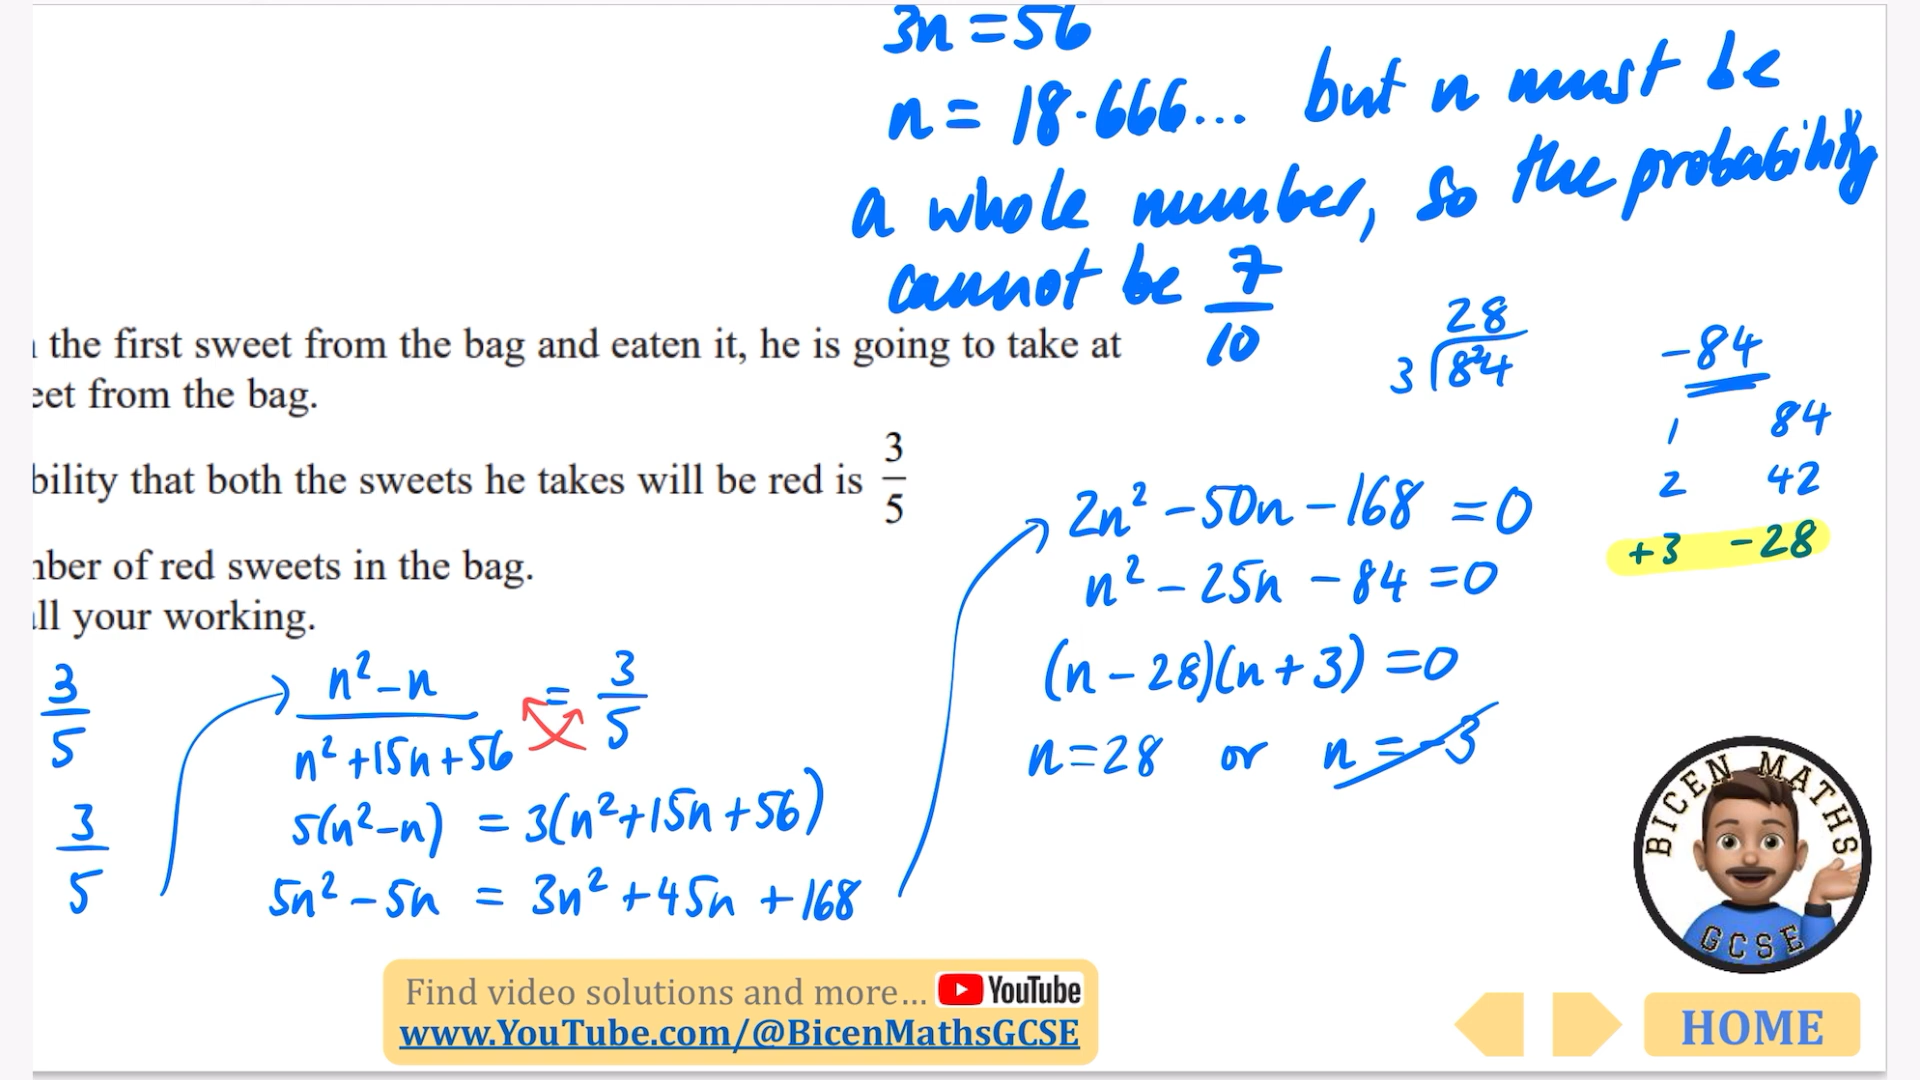 3n = 56
n = 18.666... but n must be
a whole number, so the probability
cannot be 7/10
the first sweet from the bag and eaten it, he is going to take at
eet from the bag.
bility that both the sweets he takes will be red is 3/5
nber of red sweets in the bag.
ll your working.
3/5
3/5
n² - n / n² + 15n + 56 = 3/5
5(n² - n) = 3(n² + 15n + 56)
5n² - 5n = 3n² + 45n + 168
2n² - 50n - 168 = 0
n² - 25n - 84 = 0
(n - 28)(n + 3) = 0
n = 28 or n = -3
28
3 8²4
-84
1 84
2 42
+3 -28
BICEN MATHS
GCSE
Find video solutions and more... YouTube
www.YouTube.com/@BicenMathsGCSE
HOME